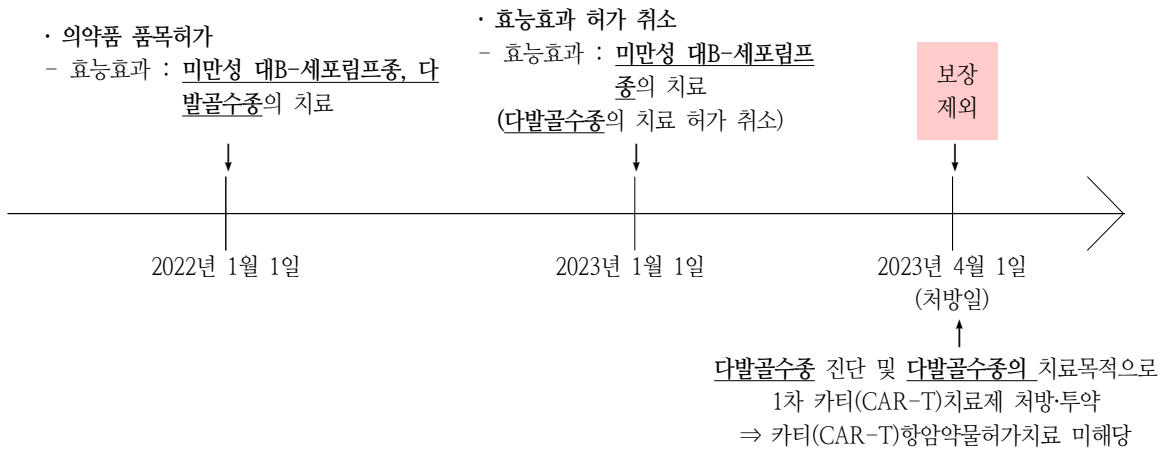 · 의약품 품목허가
- 효능효과 : 미만성 대B-세포림프종, 다
발골수종의 치료
· 효능효과 허가 취소
- 효능효과 : 미만성 대B-세포림프
종의 치료
(다발골수종의 치료 허가 취소)
보장
제외
2022년 1월 1일
2023년 1월 1일
2023년 4월 1일
(처방일)
다발골수종 진단 및 다발골수종의 치료목적으로
1차 카티(CAR-T)치료제 처방·투약
⇒ 카티(CAR-T)항암약물허가치료 미해당